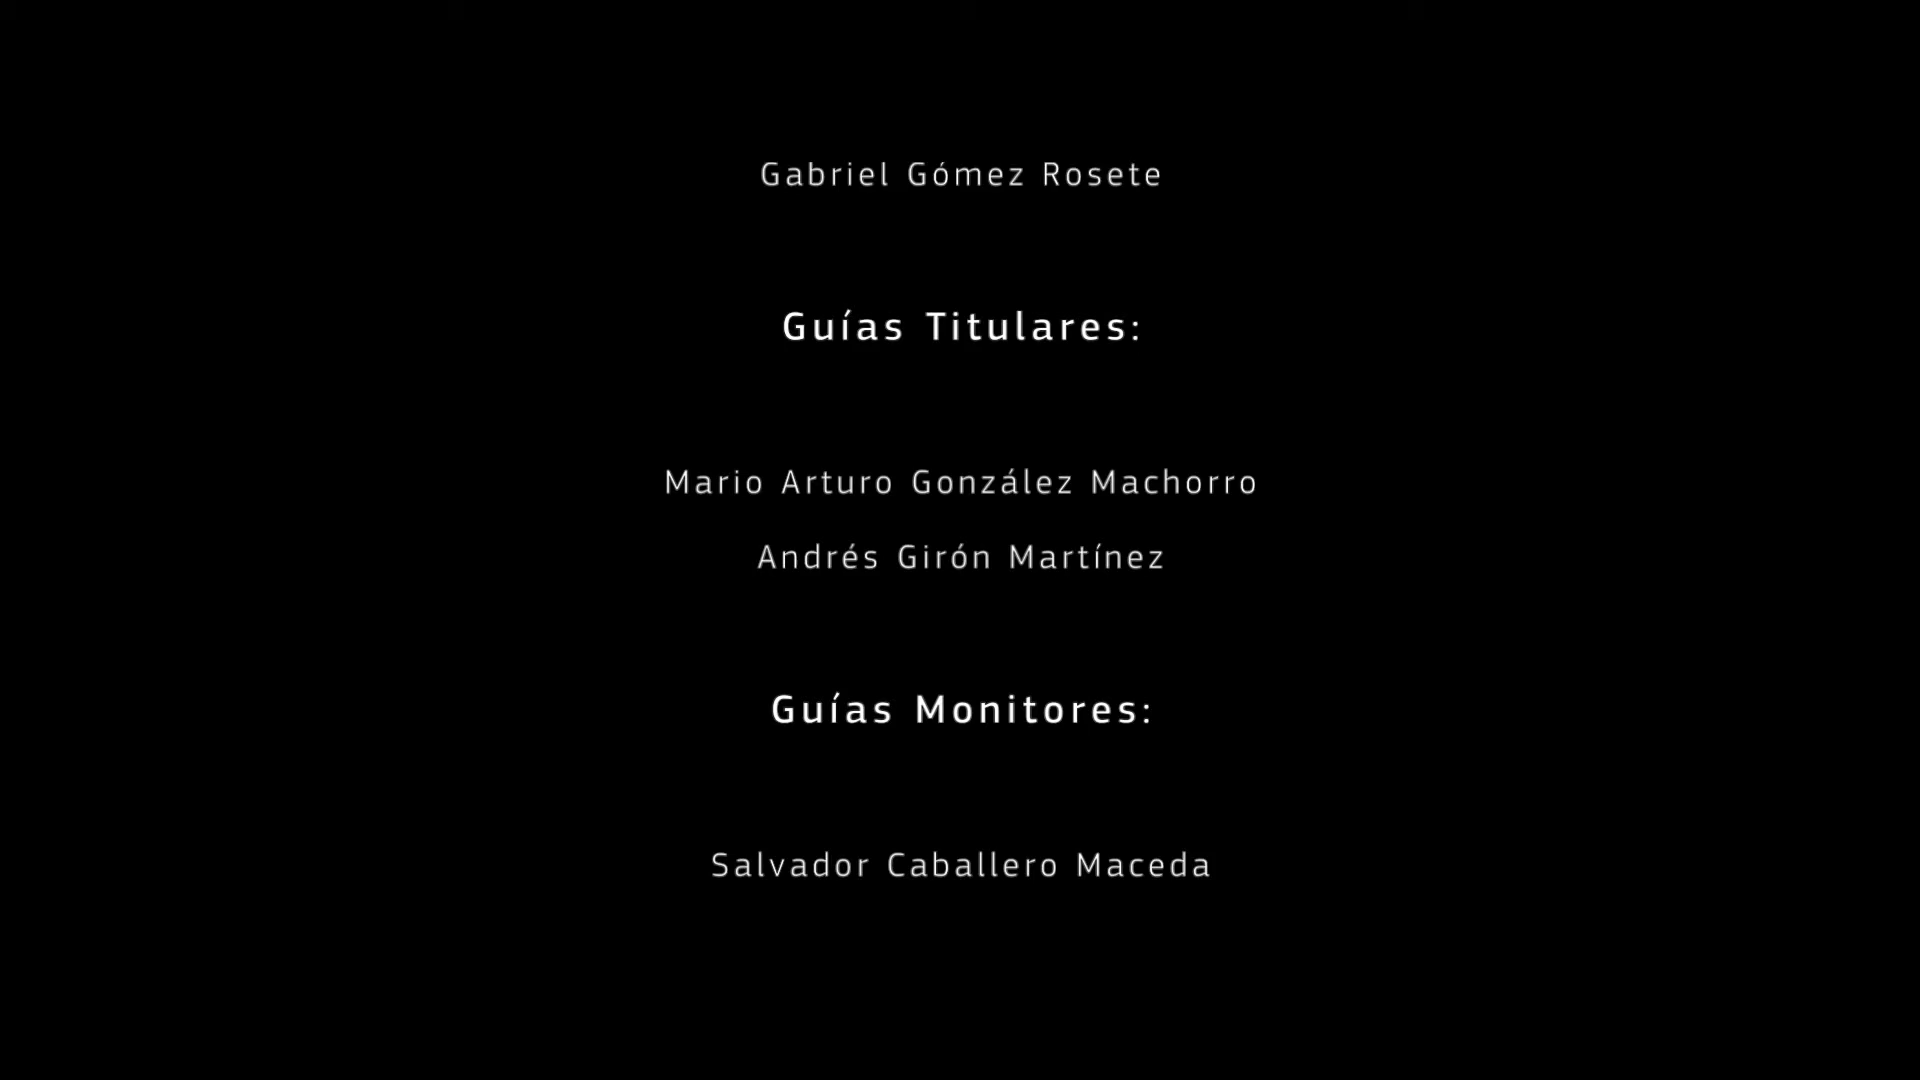 Gabriel Gómez Rosete
Guías Titulares:
Mario Arturo González Machorro
Andrés Girón Martínez
Guías Monitores:
Salvador Caballero Maceda